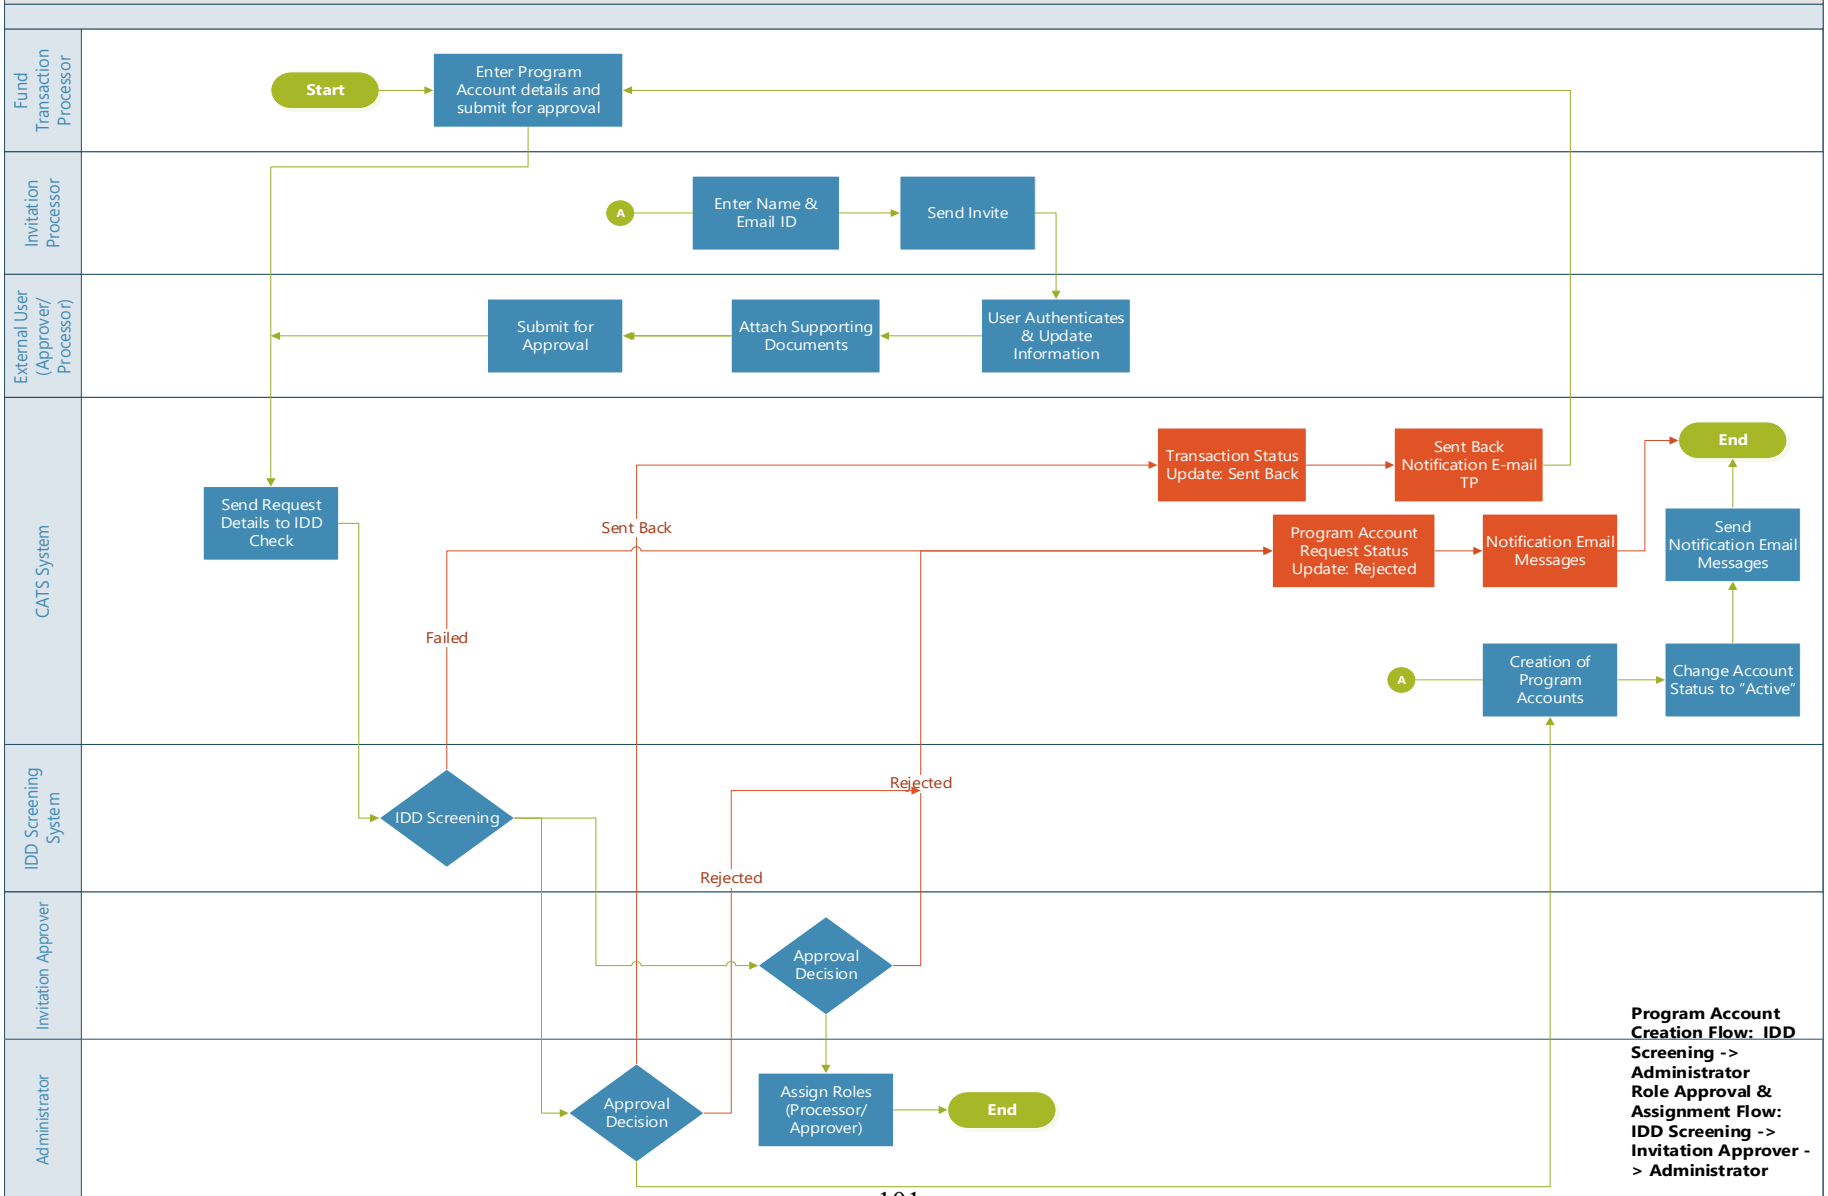 Fund
Transaction
Processor
Start
Enter Program
Account details and
submit for approval
Invitation
Processor
A
Enter Name &
Email ID
Send Invite
External User
(Approver/
Processor)
Submit for
Approval
Attach Supporting
Documents
User Authenticates
& Update
Information
CATS System
Send Request
Details to IDD
Check
Sent Back
Failed
Transaction Status
Update: Sent Back
Sent Back
Notification E-mail
TP
End
Program Account
Request Status
Update: Rejected
Notification Email
Messages
Send
Notification Email
Messages
A
Creation of
Program
Accounts
Change Account
Status to “Active”
IDD Screening
System
IDD Screening
Rejected
Rejected
Invitation Approver
Approval
Decision
Administrator
Approval
Decision
Assign Roles
(Processor/
Approver)
End
Program Account
Creation Flow:  IDD
Screening ->
Administrator
Role Approval &
Assignment Flow:
IDD Screening ->
Invitation Approver -
> Administrator
101